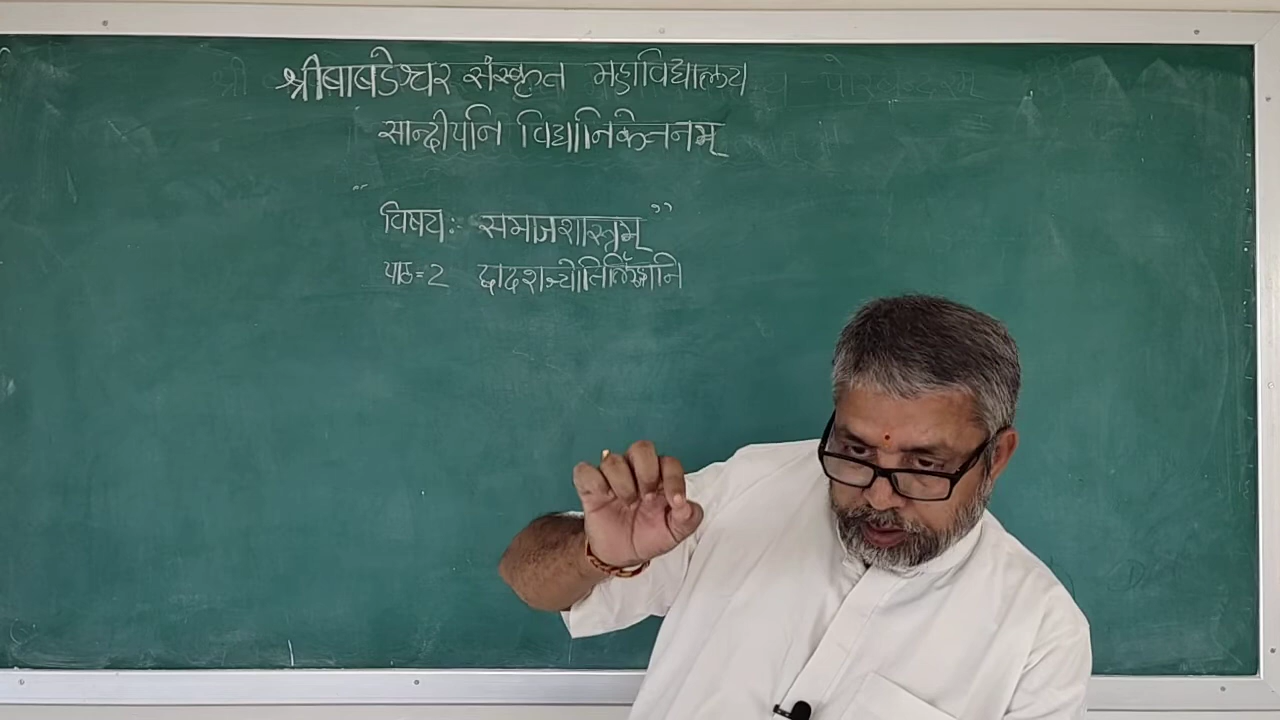 श्रीबाबडेश्वर संस्कृत महाविद्यालय
सान्दीपनि विद्यानिकेतनम्
"विषयः- समाजशास्त्रम्"
पाठ=2 द्वादशज्योतिर्लिङ्गानि